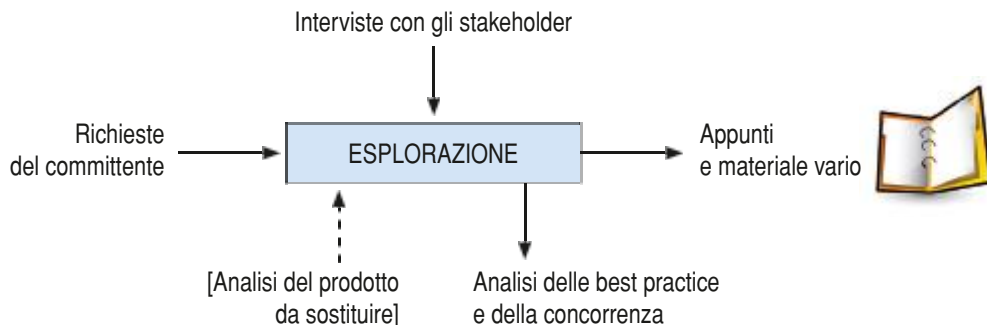 Interviste con gli stakeholder
Richieste
del committente
ESPLORAZIONE
Appunti
e materiale vario
[Analisi del prodotto
da sostituire]
Analisi delle best practice
e della concorrenza